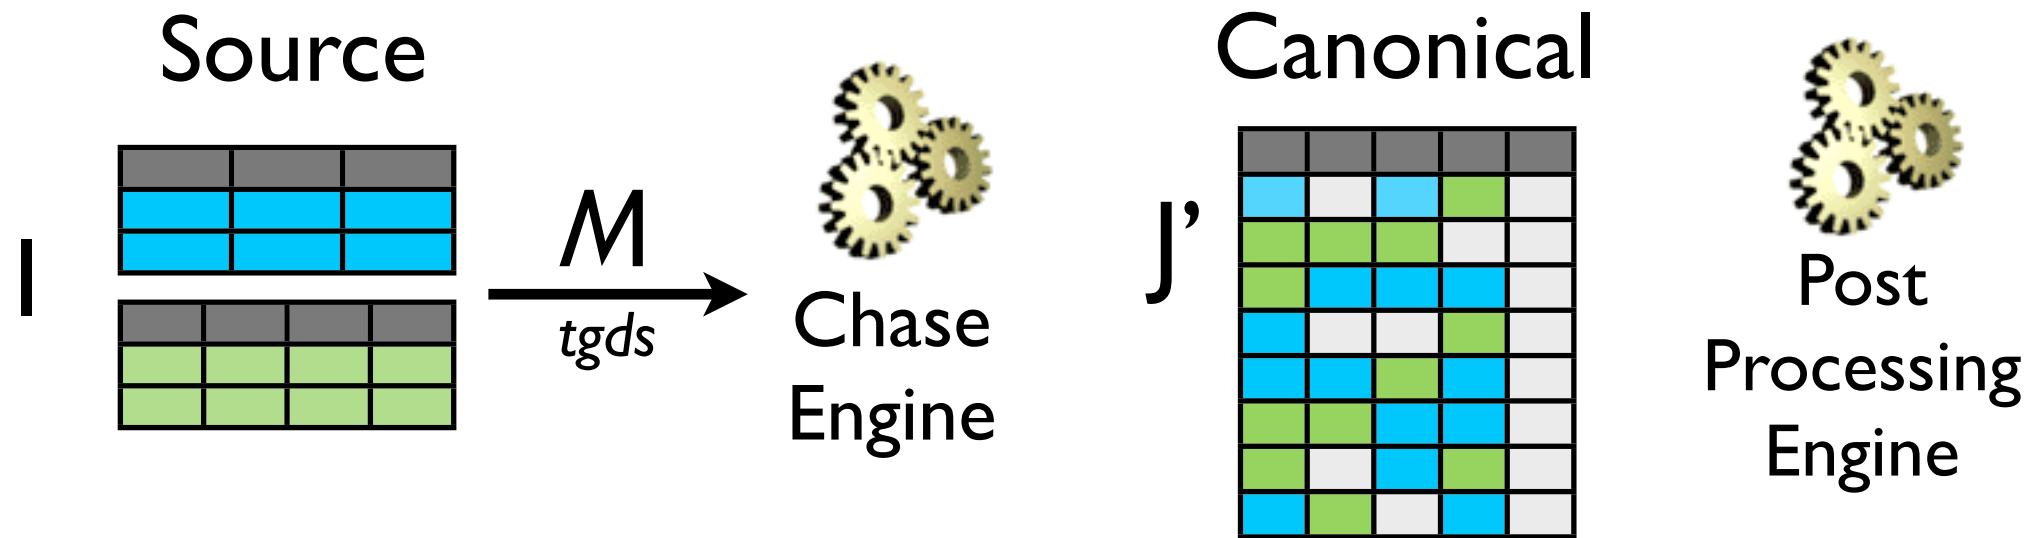 Source
I
M
tgds
Chase
Engine
Canonical
J’
Post
Processing
Engine